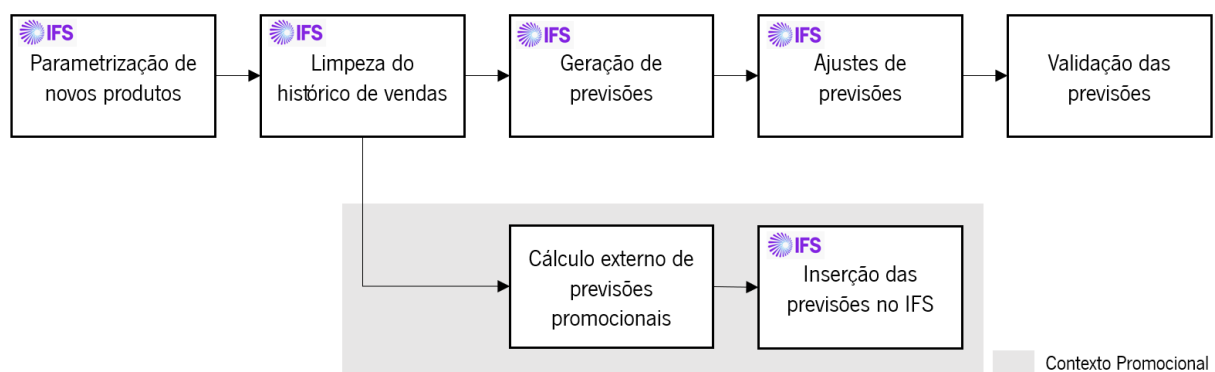 IFS
Parametrização de
novos produtos
IFS
Limpeza do
histórico de vendas
IFS
Geração de
previsões
IFS
Ajustes de
previsões
Validação das
previsões
Cálculo externo de
previsões
promocionais
IFS
Inserção das
previsões no IFS
Contexto Promocional